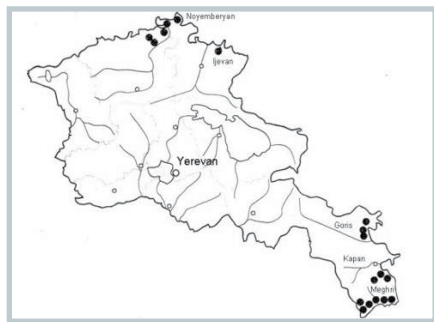 Noyemberyan
Ijevan
Yerevan
Goris
Kapan
Meghri